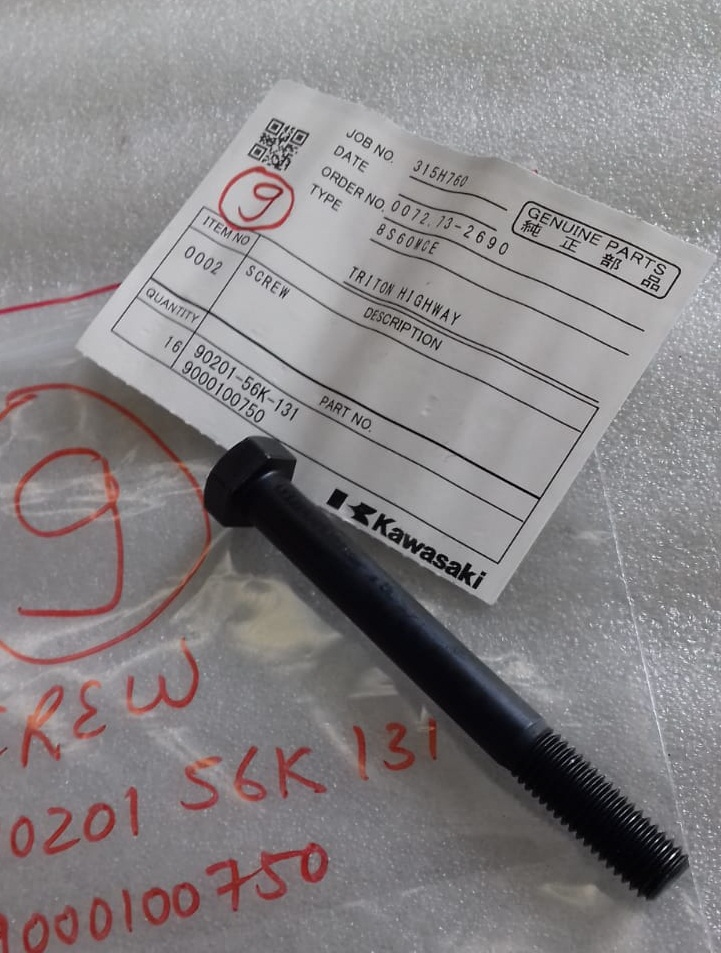 JOB NO. 315H760
DATE
ORDER NO. 0072.73-2690
TYPE 8S60MCE
TRITON HIGHWAY
GENUINE PARTS
純正部品
9
ITEM NO
DESCRIPTION
0002 SCREW
QUANTITY
PART NO.
16 90201-56K-131
9000100750
Kawasaki
9
REW
0201 56K 131
9000100750